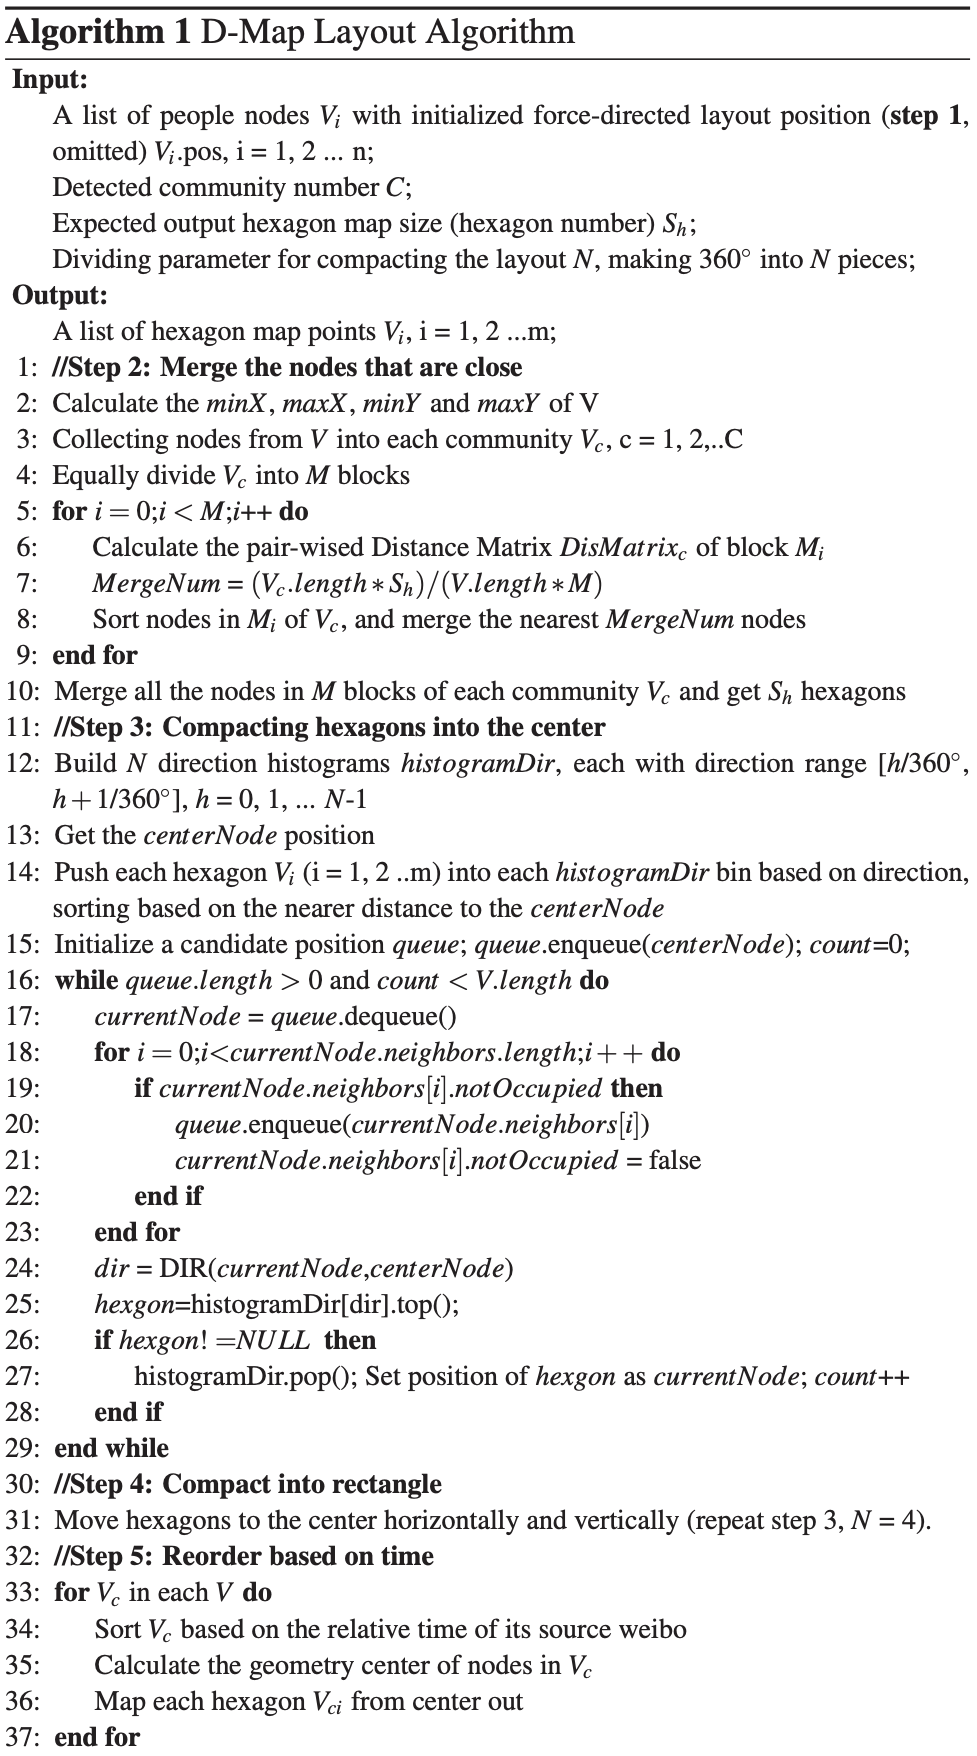 Algorithm 1 D-Map Layout Algorithm
Input:
A list of people nodes V_i with initialized force-directed layout position (step 1,
omitted) V_i.pos, i = 1, 2 ... n;
Detected community number C;
Expected output hexagon map size (hexagon number) S_h;
Dividing parameter for compacting the layout N, making 360° into N pieces;
Output:
A list of hexagon map points V_i, i = 1, 2 ...m;
1: //Step 2: Merge the nodes that are close
2: Calculate the minX, maxX, minY and maxY of V
3: Collecting nodes from V into each community V_c, c = 1, 2,..C
4: Equally divide V_c into M blocks
5: for i = 0;i < M;i++ do
6: Calculate the pair-wised Distance Matrix DisMatrix_c of block M_i
7: MergeNum = (V_c.length * S_h)/(V.length * M)
8: Sort nodes in M_i of V_c, and merge the nearest MergeNum nodes
9: end for
10: Merge all the nodes in M blocks of each community V_c and get S_h hexagons
11: //Step 3: Compacting hexagons into the center
12: Build N direction histograms histogramDir, each with direction range [h/360°,
h + 1/360°], h = 0, 1, ... N-1
13: Get the centerNode position
14: Push each hexagon V_i (i = 1, 2 ..m) into each histogramDir bin based on direction,
sorting based on the nearer distance to the centerNode
15: Initialize a candidate position queue; queue.enqueue(centerNode); count=0;
16: while queue.length > 0 and count < V.length do
17: currentNode = queue.dequeue()
18: for i = 0;i<currentNode.neighbors.length;i++ do
19: if currentNode.neighbors[i].notOccupied then
20: queue.enqueue(currentNode.neighbors[i])
21: currentNode.neighbors[i].notOccupied = false
22: end if
23: end for
24: dir = DIR(currentNode,centerNode)
25: hexgon=histogramDir[dir].top();
26: if hexgon! =NULL then
27: histogramDir.pop(); Set position of hexgon as currentNode; count++
28: end if
29: end while
30: //Step 4: Compact into rectangle
31: Move hexagons to the center horizontally and vertically (repeat step 3, N = 4).
32: //Step 5: Reorder based on time
33: for V_c in each V do
34: Sort V_c based on the relative time of its source weibo
35: Calculate the geometry center of nodes in V_c
36: Map each hexagon V_ci from center out
37: end for